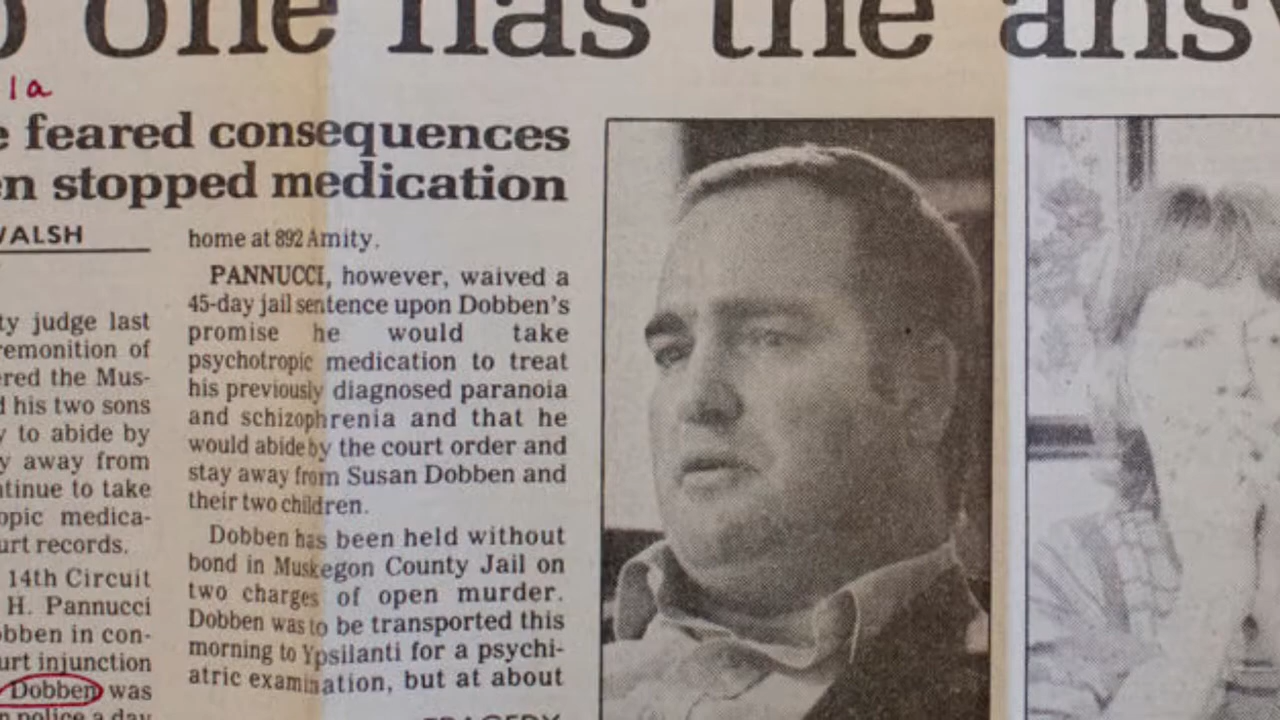 one has the
1a
feared consequences
stopped medication
WALSH
judge last
of
ered the Mus-
his two sons
to abide by
away from
ntinue to take
opic medica-
urt records.
14th Circuit
H. Pannucci
obben in con-
urt injunction
Dobben was
police a day
home at 892 Amity.
PANNUCCI, however, waived a
45-day jail sentence upon Dobben's
promise he would take
psychotropic medication to treat
his previously diagnosed paranoia
and schizophrenia and that he
would abide by the court order and
stay away from Susan Dobben and
their two children.
Dobben has been held without
bond in Muskegon County Jail on
two charges of open murder.
Dobben was to be transported this
morning to Ypsilanti for a psychi-
atric examination, but at about
TRAGEDY